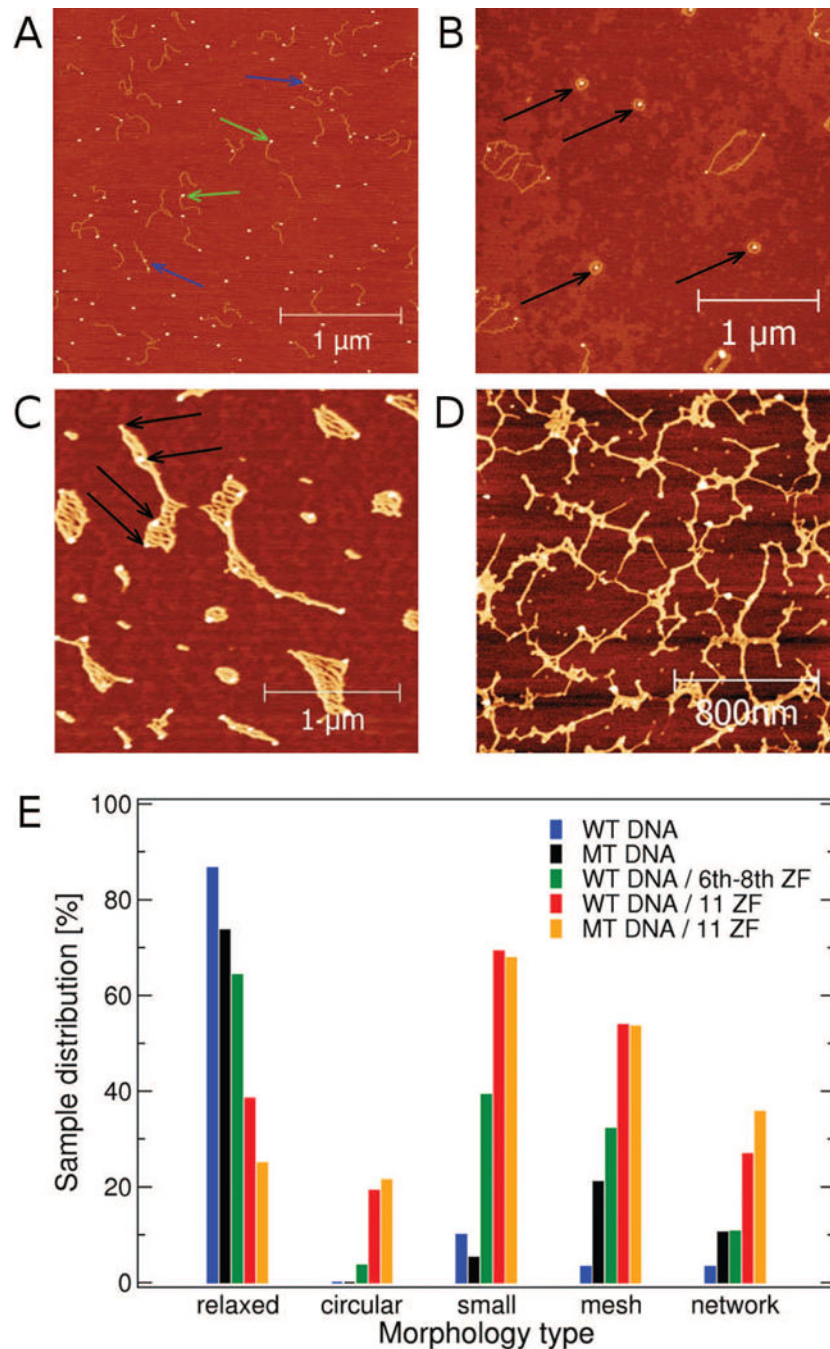 A
1 μm
B
1 μm
C
1 μm
D
800nm
E
100
80
60
40
20
0
Sample distribution [%]
WT DNA
MT DNA
WT DNA / 6th-8th ZF
WT DNA / 11 ZF
MT DNA / 11 ZF
relaxed circular small mesh network
Morphology type